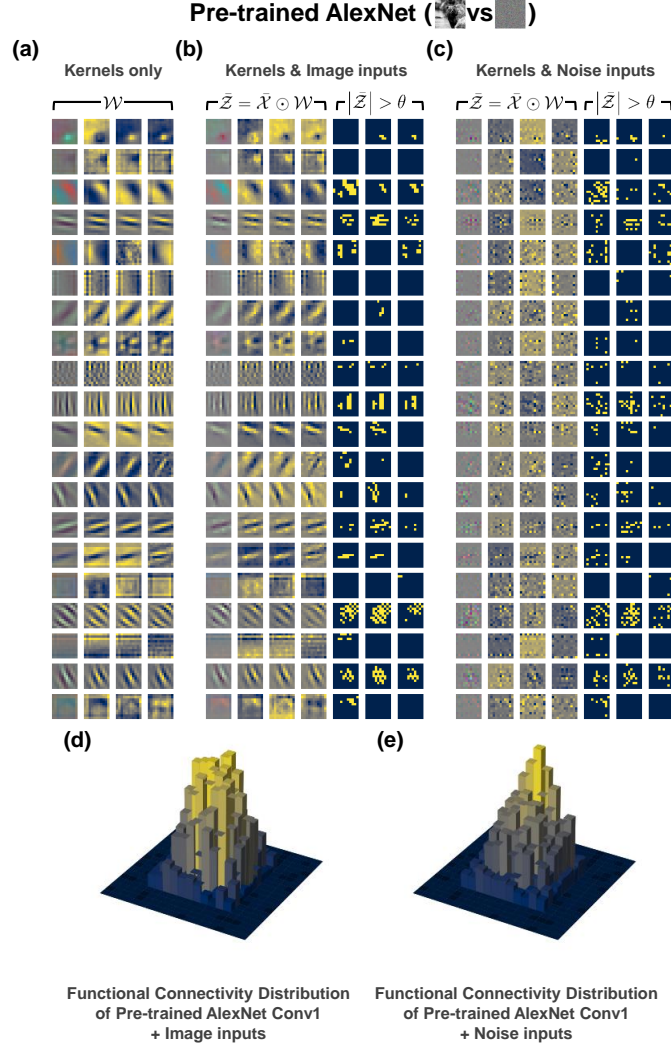 Pre-trained AlexNet ( vs )
(a) (b) (c)
Kernels only Kernels & Image inputs Kernels & Noise inputs
𝒲 Z̄ = X̄ ⊙ 𝒲 |Z̄| > θ Z̄ = X̄ ⊙ 𝒲 |Z̄| > θ
(d) (e)
Functional Connectivity Distribution
of Pre-trained AlexNet Conv1
+ Image inputs
Functional Connectivity Distribution
of Pre-trained AlexNet Conv1
+ Noise inputs